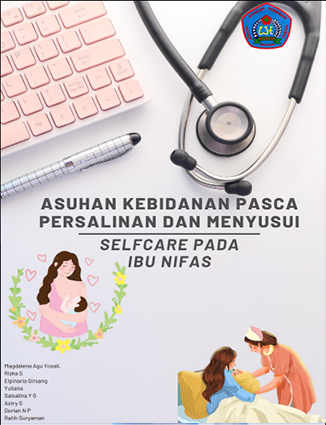 ASUHAN KEBIDANAN PASCA
PERSALINAN DAN MENYUSUI
SELFCARE PADA
IBU NIFAS
Magdalena Agu Yosali,
Rizka S
Elpinaria Girsang
Yuliana
Salsalina Y G
Astry S
Dorlan N P
Ratih Suryaman